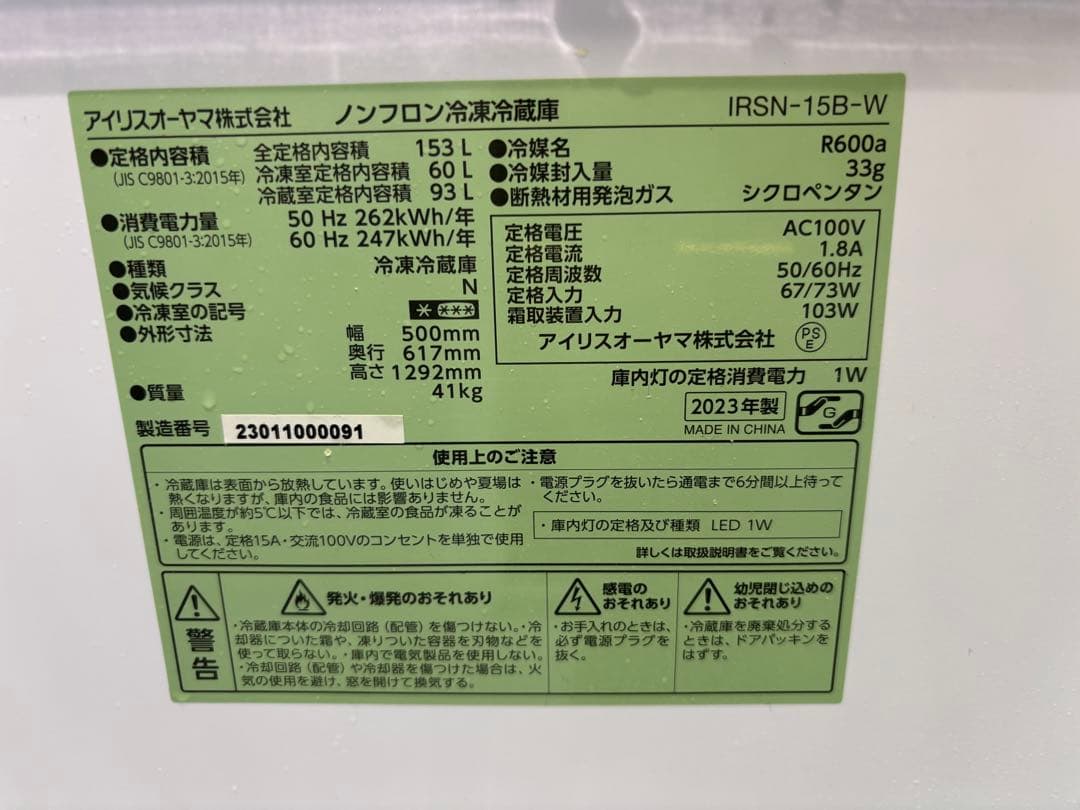 アイリスオーヤマ株式会社 ノンフロン冷凍冷蔵庫 IRSN-15B-W
●定格内容積 全定格内容積 153 L
(JIS C9801-3:2015年) 冷凍室定格内容積 60 L
冷蔵室定格内容積 93 L
●消費電力量 50 Hz 262kWh/年
(JIS C9801-3:2015年) 60 Hz 247kWh/年
●種類 冷凍冷蔵庫
●気候クラス N
●冷凍室の記号 * ***
●外形寸法 幅 500mm
奥行 617mm
高さ 1292mm
●質量 41kg
製造番号 23011000091
●冷媒名 R600a
●冷媒封入量 33g
●断熱材用発泡ガス シクロペンタン
定格電圧 AC100V
定格電流 1.8A
定格周波数 50/60Hz
定格入力 67/73W
霜取装置入力 103W
アイリスオーヤマ株式会社 PS E
庫内灯の定格消費電力 1W
2023年製 G
MADE IN CHINA
使用上のご注意
・冷蔵庫は表面から放熱しています。使いはじめや夏場は
熱くなりますが、庫内の食品には影響ありません。
・周囲温度が約5℃以下では、冷蔵室の食品が凍ることが
あります。
・電源は、定格15A・交流100Vのコンセントを単独で使用
してください。
・電源プラグを抜いたら通電まで6分間以上待って
ください。
・庫内灯の定格及び種類 LED 1W
詳しくは取扱説明書をご覧ください。
警告
発火・爆発のおそれあり
・冷蔵庫本体の冷却回路（配管）を傷つけない。・冷
却器についた霜や、凍りついた容器を刃物などを
使って取らない。・庫内で電気製品を使用しない。
・冷却回路（配管）や冷却器を傷つけた場合は、火
気の使用を避け、窓を開けて換気する。
感電の
おそれあり
・お手入れのときは、
必ず電源プラグを
抜く。
幼児閉じ込めの
おそれあり
・冷蔵庫を廃棄処分する
ときは、ドアパッキンを
はずす。